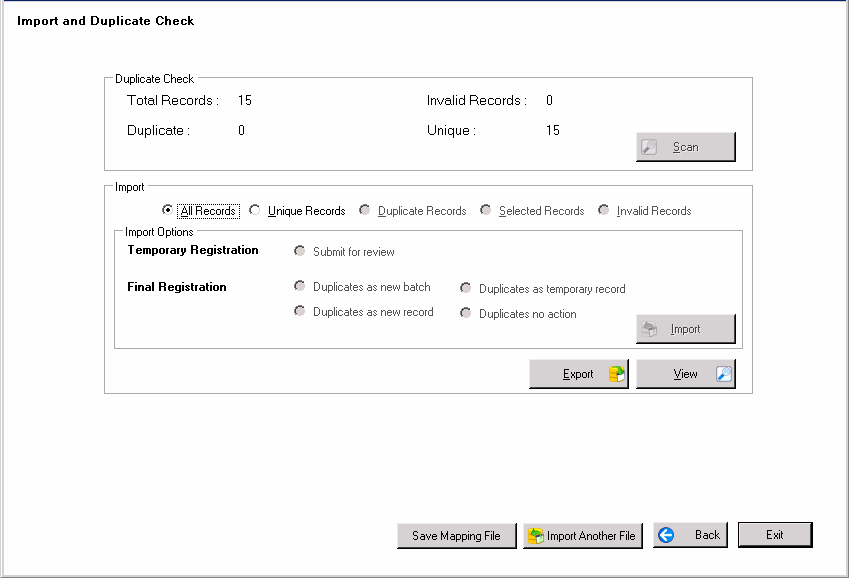 Import and Duplicate Check
Duplicate Check
Total Records : 15 Invalid Records : 0
Duplicate : 0 Unique : 15
Scan
Import
All Records Unique Records Duplicate Records Selected Records Invalid Records
Import Options
Temporary Registration Submit for review
Final Registration Duplicates as new batch Duplicates as temporary record
Duplicates as new record Duplicates no action
Import
Export View
Save Mapping File Import Another File Back Exit